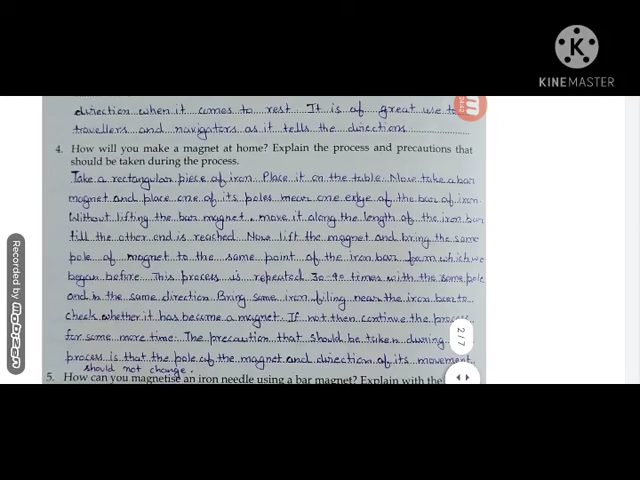 KINEMASTER
direction when it comes to rest It is of great use to
travellers and navigators as it tells the directions
4. How will you make a magnet at home? Explain the process and precautions that
should be taken during the process.
Take a rectangular piece of iron. Place it on the table. Now take a bar
magnet and place one of its poles near one edge of the bar of iron.
Without lifting the bar magnet, move it along the length of the iron bar
till the other end is reached. Now lift the magnet and bring the same
pole of magnet to the same point of the iron bar from which we
began before. This process is repeated 30-40 times with the same pole
and in the same direction. Bring some iron filing near the iron bar to
check whether it has become a magnet. If not then continue the process
for some more time. The precaution that should be taken during
process is that the pole of the magnet and direction of its movement
should not change.
5. How can you magnetise an iron needle using a bar magnet? Explain with the
2/7
Recorded by
MOBIZEN